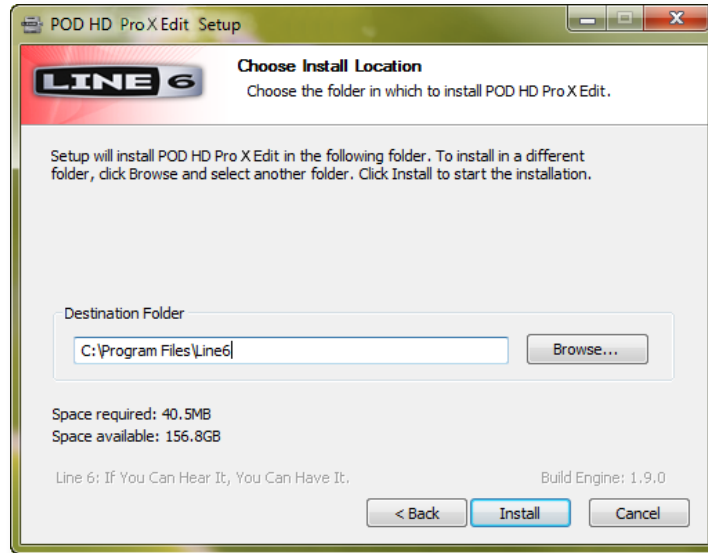 POD HD Pro X Edit Setup
LINE 6
Choose Install Location
Choose the folder in which to install POD HD Pro X Edit.
Setup will install POD HD Pro X Edit in the following folder. To install in a different
folder, click Browse and select another folder. Click Install to start the installation.
Destination Folder
C:\Program Files\Line6
Browse...
Space required: 40.5MB
Space available: 156.8GB
Line 6: If You Can Hear It, You Can Have It.
Build Engine: 1.9.0
< Back
Install
Cancel